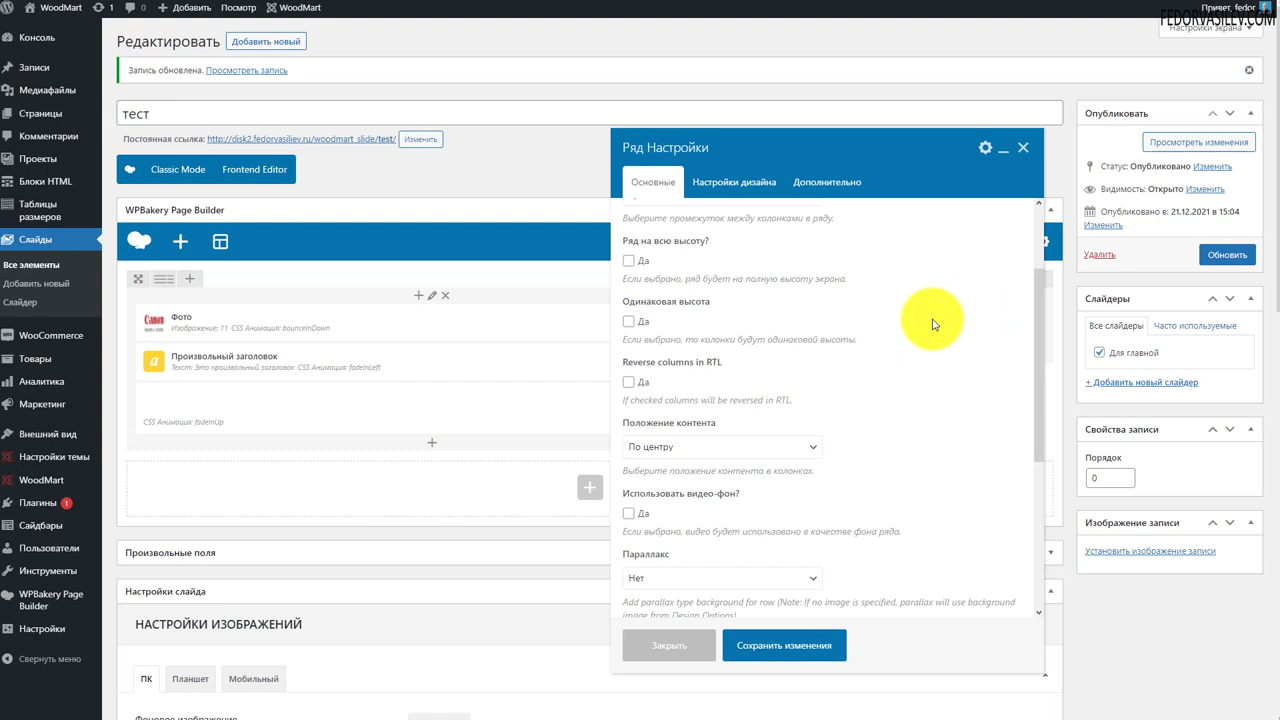 WoodMart 1 0 Добавить Посмотр WoodMart Привет, fedor
FEDORVASILEV.COM
Настройки экрана
Консоль
Записи
Медиафайлы
Страницы
Комментарии
Проекты
Блоки HTML
Таблицы
размеров
Слайды
Все элементы
Добавить новый
Слайдер
WooCommerce
Товары
Аналитика
Маркетинг
Внешний вид
Настройки темы
WoodMart
Плагины 1
Сайдбары
Пользователи
Инструменты
WPBakery Page
Builder
Настройки
Свернуть меню
Редактировать Добавить новый
Запись обновлена. Просмотреть запись
тест
Постоянная ссылка: http://disk2.fedorvasiliev.ru/woodmart_slide/test/ Изменить
Classic Mode Frontend Editor
WPBakery Page Builder
Фото
Изображение: 11 CSS Анимация: bounceInDown
Произвольный заголовок
Текст: Это произвольный заголовок CSS Анимация: fadeInLeft
CSS Анимация: fadeInUp
Произвольные поля
Настройки слайда
НАСТРОЙКИ ИЗОБРАЖЕНИЙ
ПК Планшет Мобильный
Фоновое изображение
Ряд Настройки
Основные Настройки дизайна Дополнительно
Выберите промежуток между колонками в ряду.
Ряд на всю высоту?
Да
Если выбрано, ряд будет на полную высоту экрана.
Одинаковая высота
Да
Если выбрано, то колонки будут одинаковой высоты.
Reverse columns in RTL
Да
If checked columns will be reversed in RTL.
Положение контента
По центру
Выберите положение контента в колонках.
Использовать видео-фон?
Да
Если выбрано, видео будет использовано в качестве фона ряда.
Параллакс
Нет
Add parallax type background for row (Note: If no image is specified, parallax will use background
image from Design Options)
Закрыть Сохранить изменения
Опубликовать
Просмотреть изменения
Статус: Опубликовано Изменить
Видимость: Открыто Изменить
Опубликовано в: 21.12.2021 в 15:04
Изменить
Удалить Обновить
Слайдеры
Все слайдеры Часто используемые
Для главной
+ Добавить новый слайдер
Свойства записи
Порядок
0
Изображение записи
Установить изображение записи